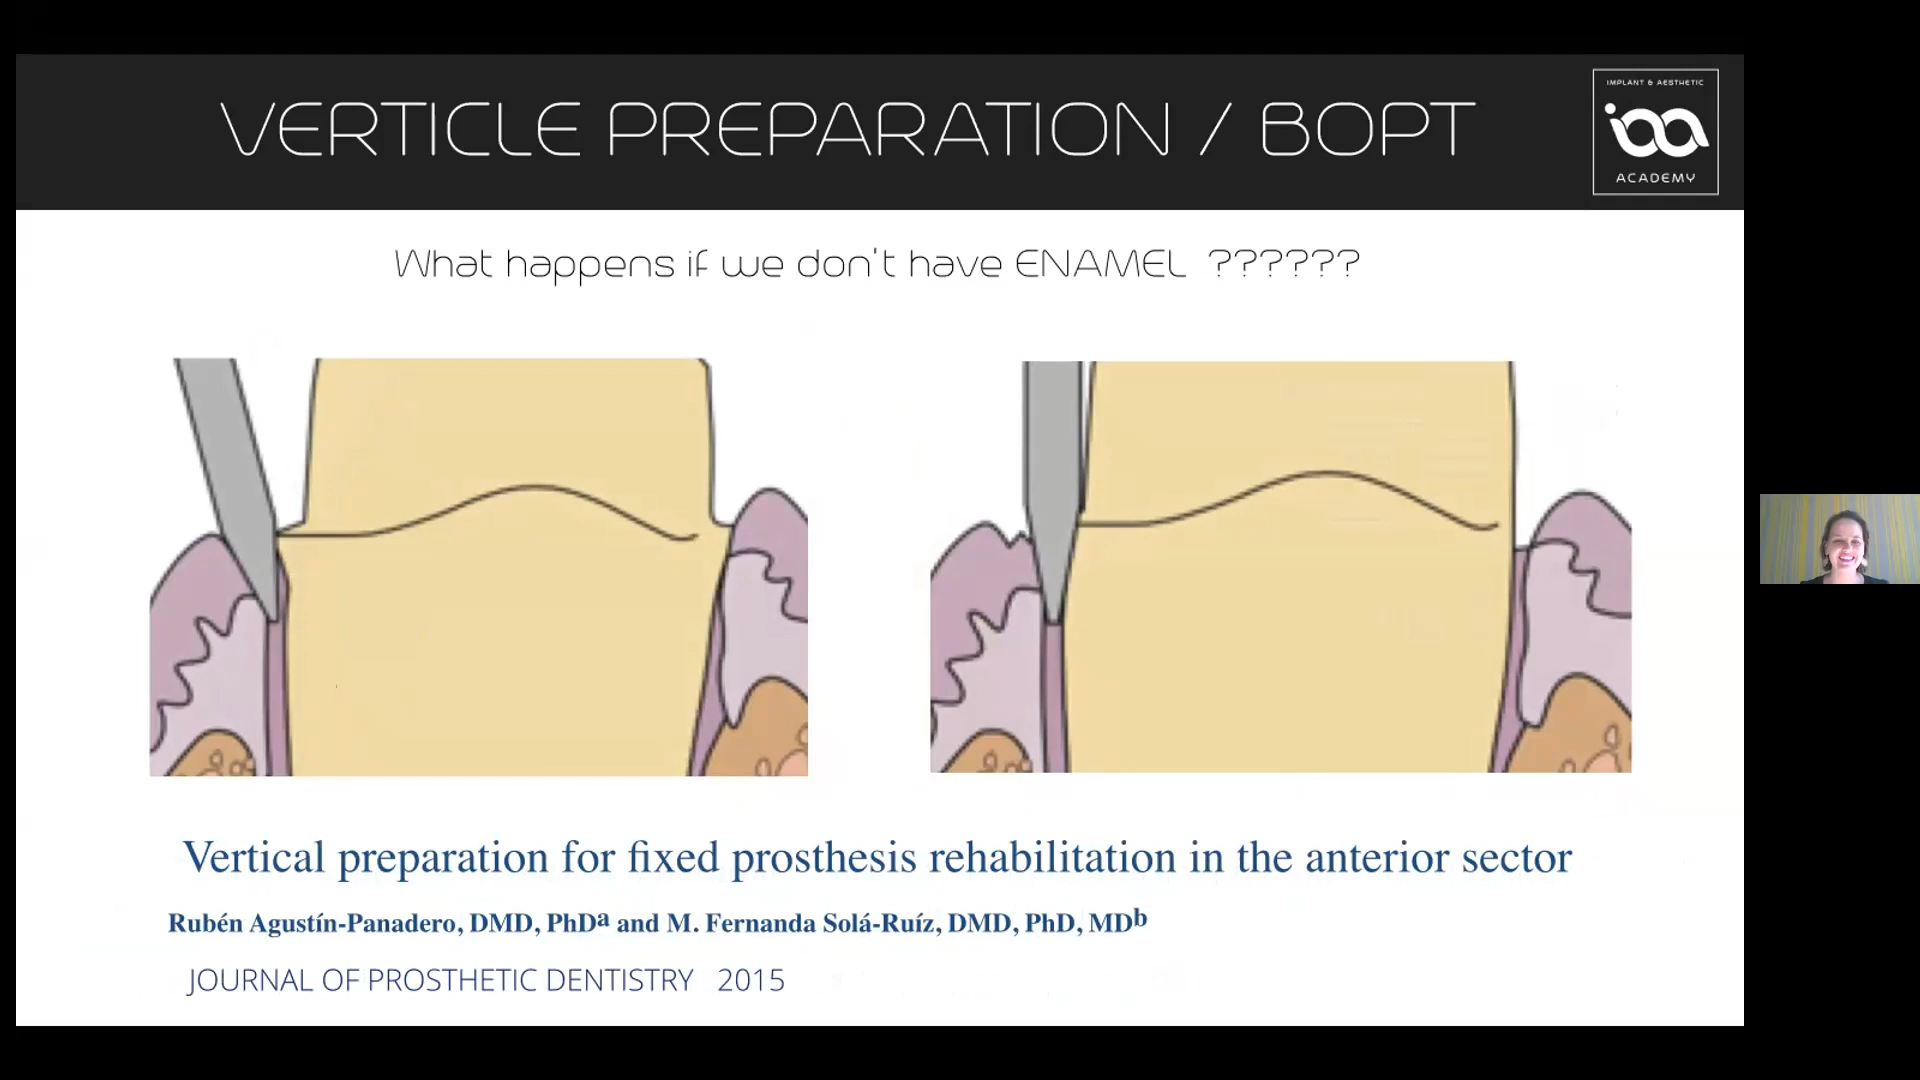 VERTICLE PREPARATION / BOPT
IMPLANT & AESTHETIC
ioa
ACADEMY
What happens if we don't have ENAMEL ??????
Vertical preparation for fixed prosthesis rehabilitation in the anterior sector
Rubén Agustín-Panadero, DMD, PhDa and M. Fernanda Solá-Ruíz, DMD, PhD, MDb
JOURNAL OF PROSTHETIC DENTISTRY 2015